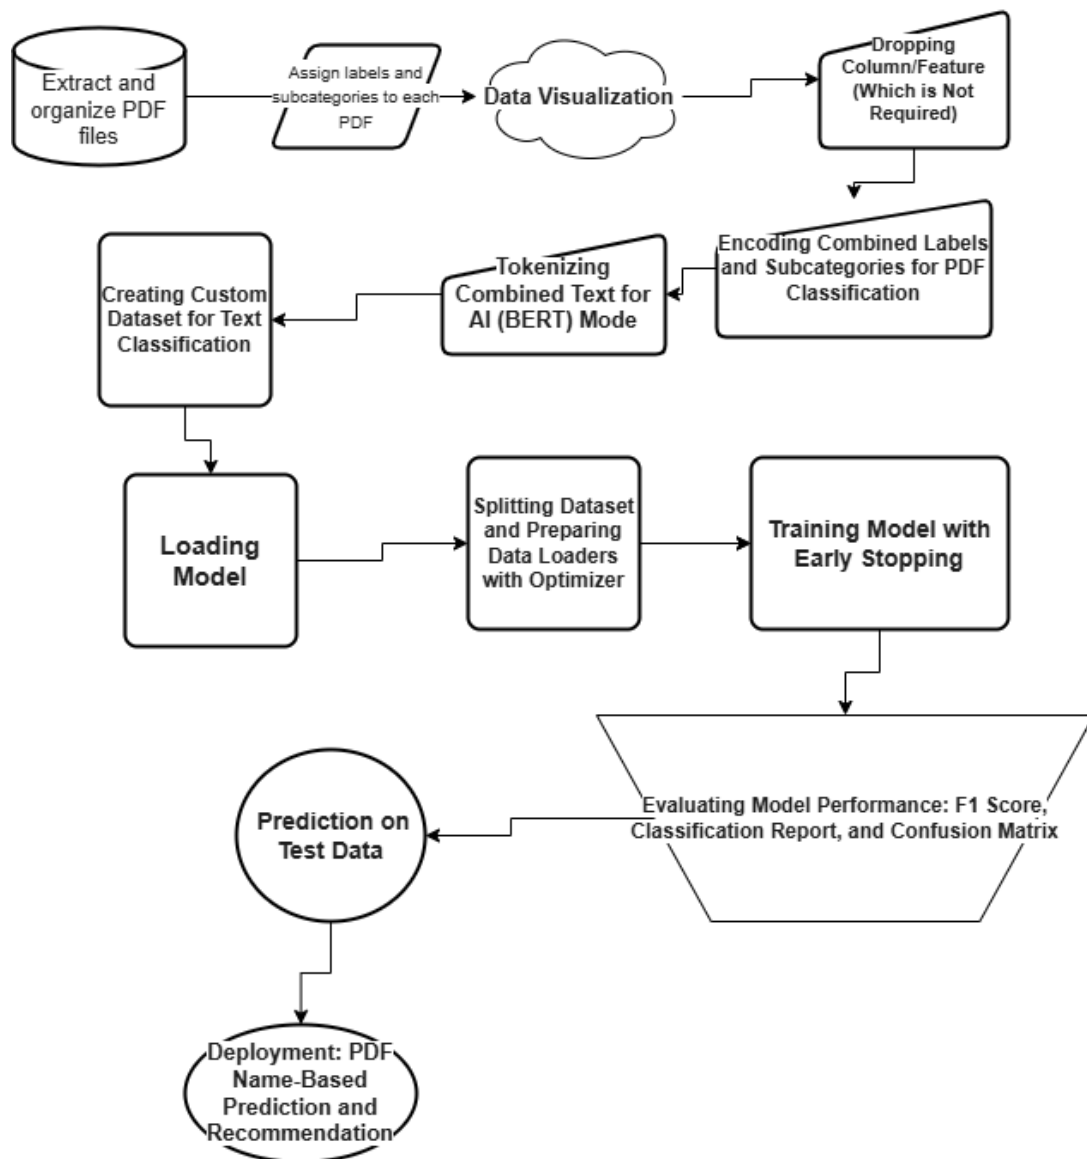 Extract and
organize PDF
files
Assign labels and
subcategories to each
PDF
Data Visualization
Dropping
Column/Feature
(Which is Not
Required)
Encoding Combined Labels
and Subcategories for PDF
Classification
Tokenizing
Combined Text for
AI (BERT) Mode
Creating Custom
Dataset for Text
Classification
Loading
Model
Splitting Dataset
and Preparing
Data Loaders
with Optimizer
Training Model with
Early Stopping
Evaluating Model Performance: F1 Score,
Classification Report, and Confusion Matrix
Prediction on
Test Data
Deployment: PDF
Name-Based
Prediction and
Recommendation